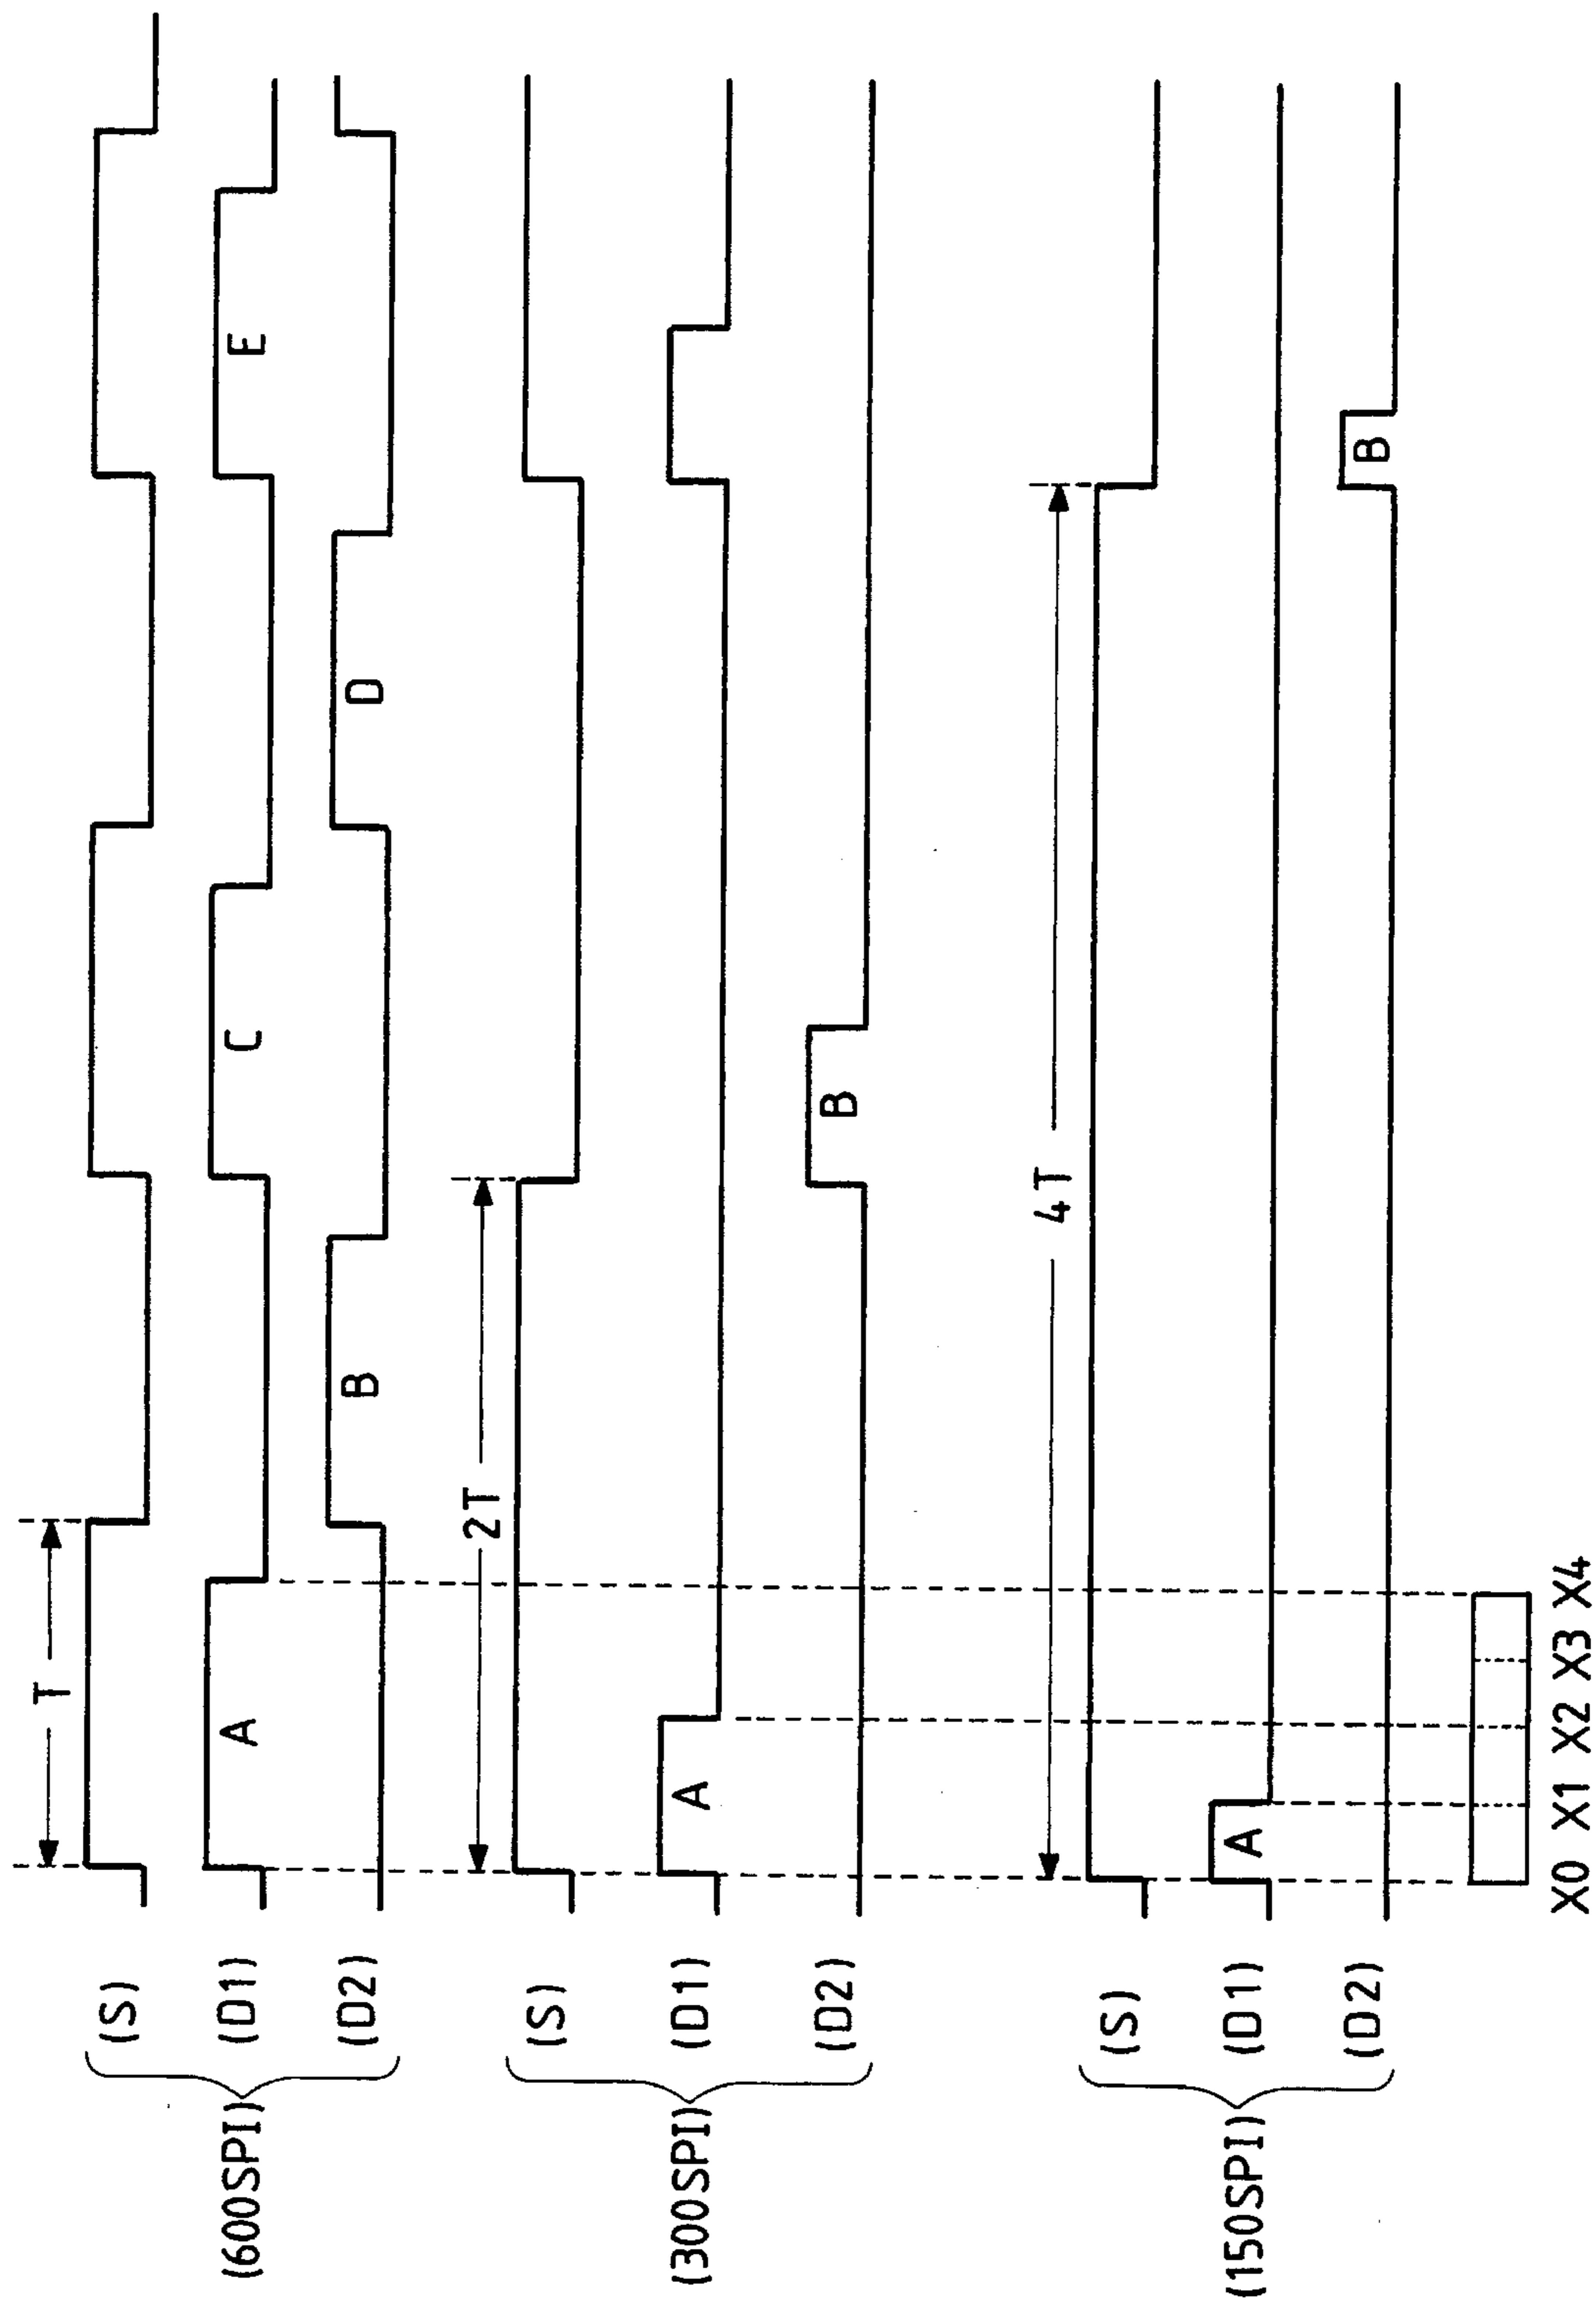 T
(600SPI)
(S)
(D1)
A C E
(D2)
B D
2T
(300SPI)
(S)
(D1)
A
(D2)
B
4T
(150SPI)
(S)
(D1)
A
(D2)
B
X0 X1 X2 X3 X4